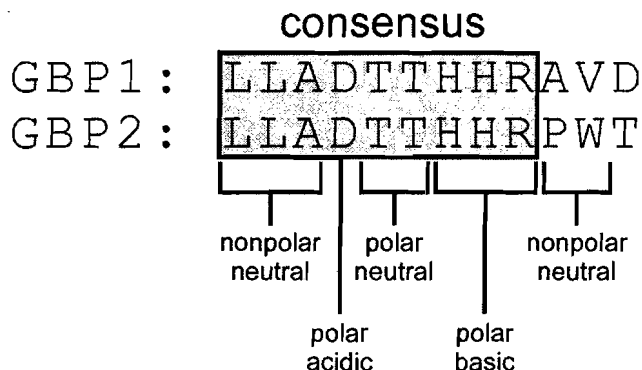 consensus
GBP1: LLADTTHHRAVD
GBP2: LLADTTHHRPWT
nonpolar neutral polar neutral nonpolar neutral
polar acidic polar basic